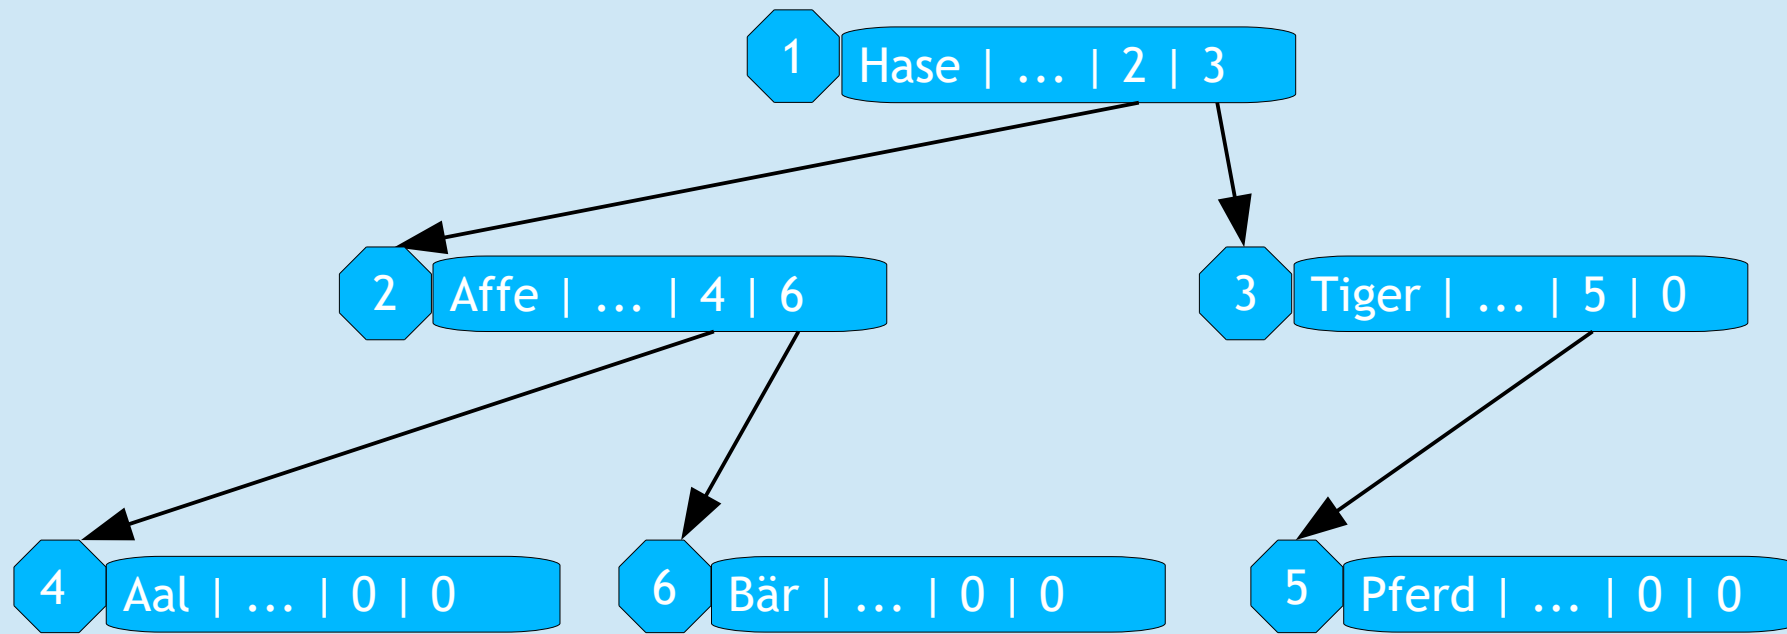 1 Hase | ... | 2 | 3
2 Affe | ... | 4 | 6
3 Tiger | ... | 5 | 0
4 Aal | ... | 0 | 0
6 Bär | ... | 0 | 0
5 Pferd | ... | 0 | 0